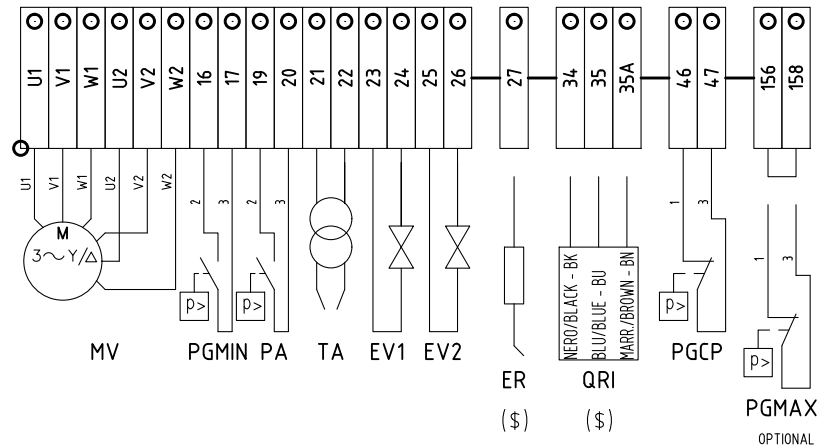 U1 V1 W1 U2 V2 W2 16 17 19 20 21 22 23 24 25 26 27 34 35 35A 46 47 156 158
U1 V1 W1 U2 V2 W2 2 3 2 3 1 3 1 3
M
3~Y/Δ
P> P> P> P>
NERO/BLACK - BK
BLU/BLUE - BU
MARR./BROWN - BN
MV PGMIN PA TA EV1 EV2 ER QRI PGCP PGMAX
($) ($)
OPTIONAL